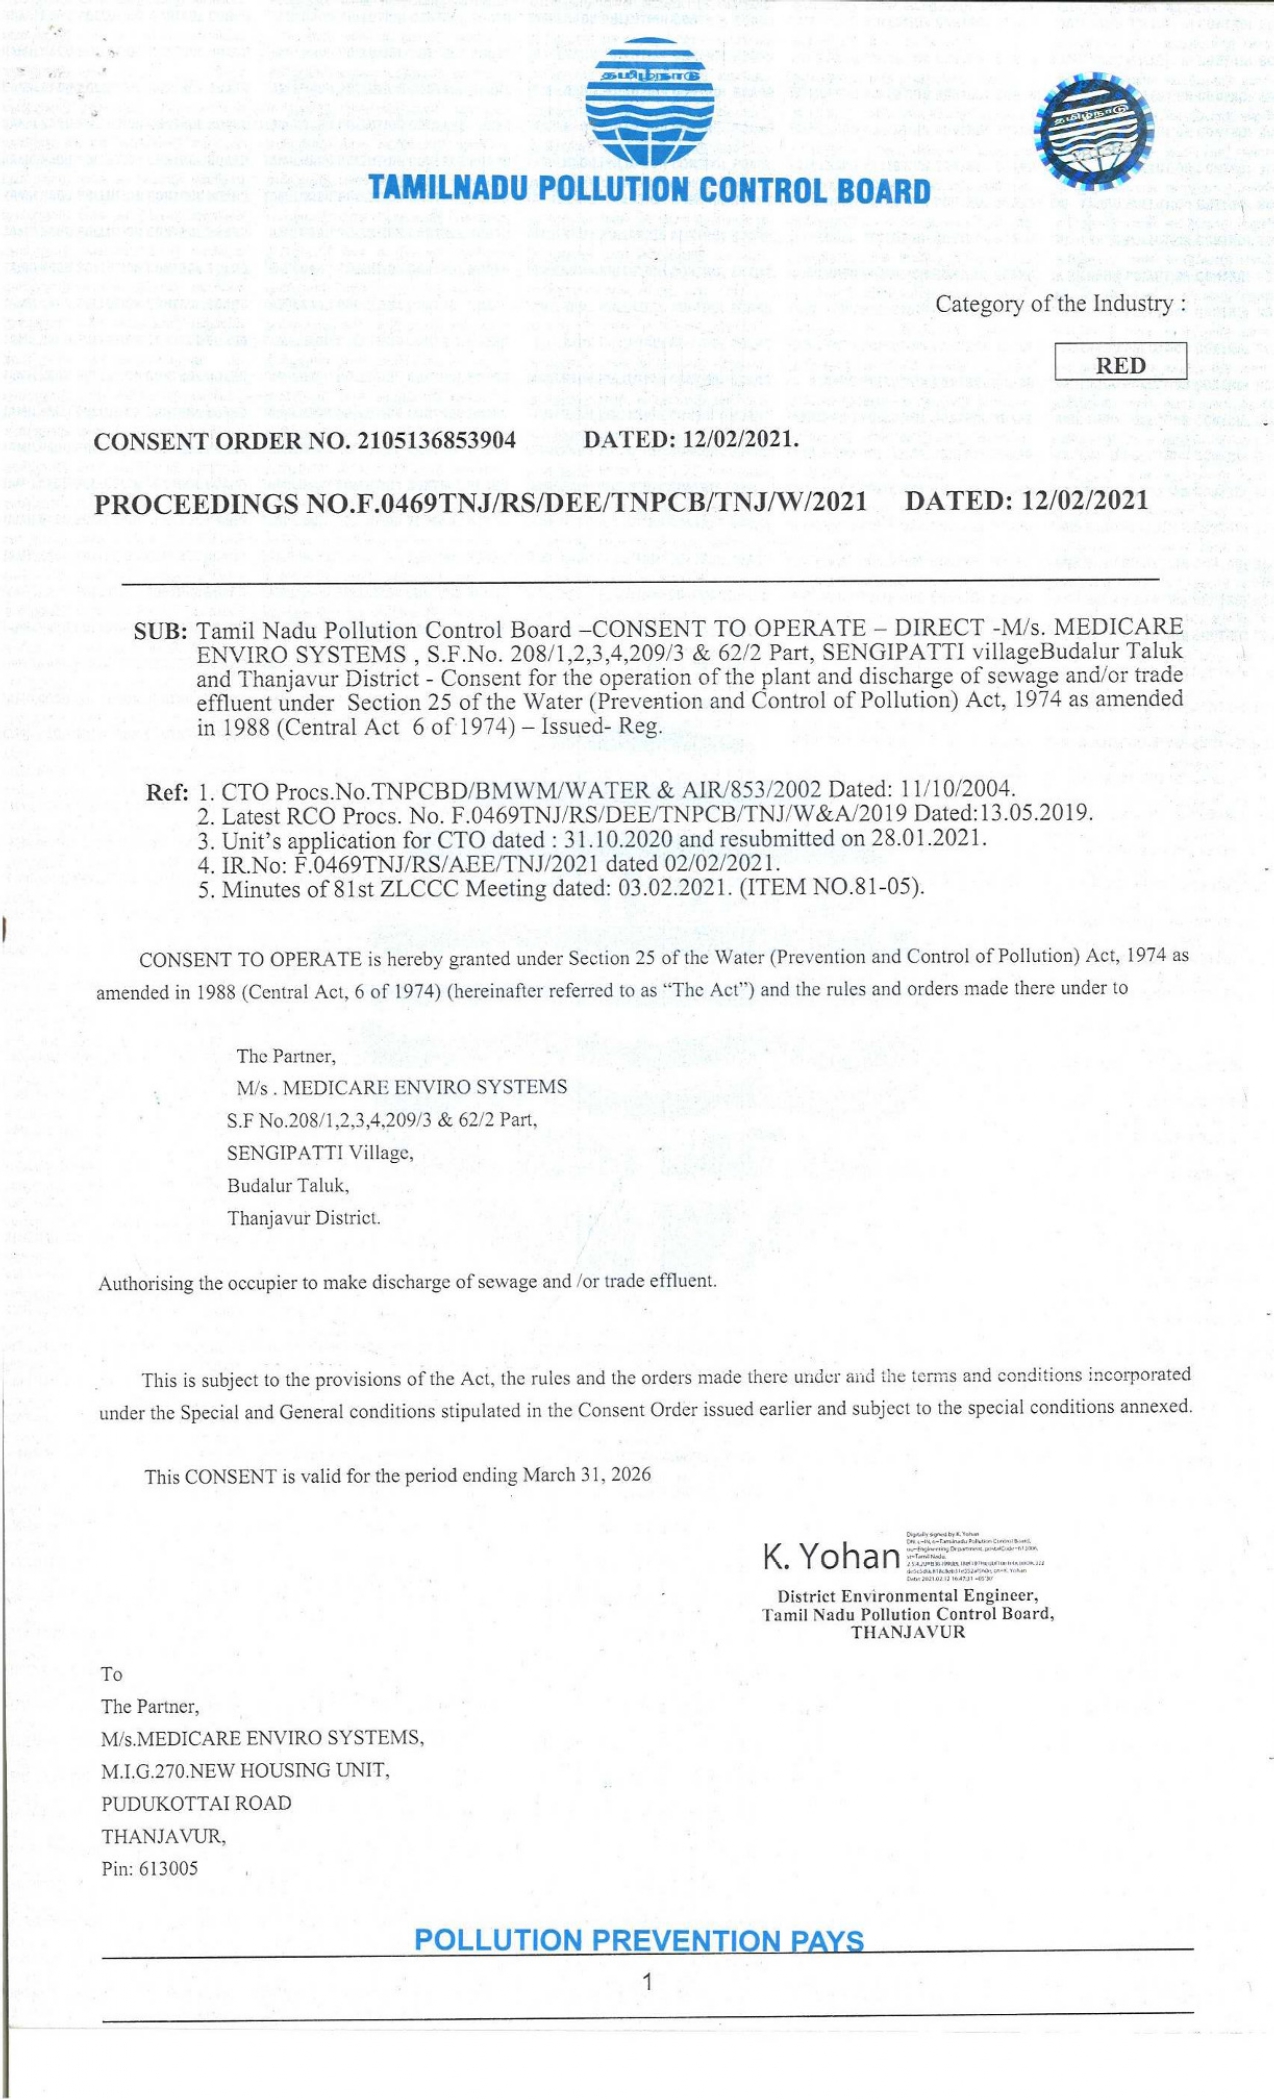 தமிழ்நாடு
தமிழ்நாடு
TAMILNADU POLLUTION CONTROL BOARD
Category of the Industry :
RED
CONSENT ORDER NO. 2105136853904 DATED: 12/02/2021.
PROCEEDINGS NO.F.0469TNJ/RS/DEE/TNPCB/TNJ/W/2021 DATED: 12/02/2021
SUB: Tamil Nadu Pollution Control Board –CONSENT TO OPERATE – DIRECT -M/s. MEDICARE
ENVIRO SYSTEMS , S.F.No. 208/1,2,3,4,209/3 & 62/2 Part, SENGIPATTI villageBudalur Taluk
and Thanjavur District - Consent for the operation of the plant and discharge of sewage and/or trade
effluent under Section 25 of the Water (Prevention and Control of Pollution) Act, 1974 as amended
in 1988 (Central Act 6 of 1974) – Issued- Reg.
Ref: 1. CTO Procs.No.TNPCBD/BMWM/WATER & AIR/853/2002 Dated: 11/10/2004.
2. Latest RCO Procs. No. F.0469TNJ/RS/DEE/TNPCB/TNJ/W&A/2019 Dated:13.05.2019.
3. Unit's application for CTO dated : 31.10.2020 and resubmitted on 28.01.2021.
4. IR.No: F.0469TNJ/RS/AEE/TNJ/2021 dated 02/02/2021.
5. Minutes of 81st ZLCCC Meeting dated: 03.02.2021. (ITEM NO.81-05).
CONSENT TO OPERATE is hereby granted under Section 25 of the Water (Prevention and Control of Pollution) Act, 1974 as
amended in 1988 (Central Act, 6 of 1974) (hereinafter referred to as “The Act”) and the rules and orders made there under to
The Partner,
M/s . MEDICARE ENVIRO SYSTEMS
S.F No.208/1,2,3,4,209/3 & 62/2 Part,
SENGIPATTI Village,
Budalur Taluk,
Thanjavur District.
Authorising the occupier to make discharge of sewage and /or trade effluent.
This is subject to the provisions of the Act, the rules and the orders made there under and the terms and conditions incorporated
under the Special and General conditions stipulated in the Consent Order issued earlier and subject to the special conditions annexed.
This CONSENT is valid for the period ending March 31, 2026
K. Yohan
Digitally signed by K. Yohan
District Environmental Engineer,
Tamil Nadu Pollution Control Board,
THANJAVUR
To
The Partner,
M/s.MEDICARE ENVIRO SYSTEMS,
M.I.G.270.NEW HOUSING UNIT,
PUDUKOTTAI ROAD
THANJAVUR,
Pin: 613005
POLLUTION PREVENTION PAYS
1